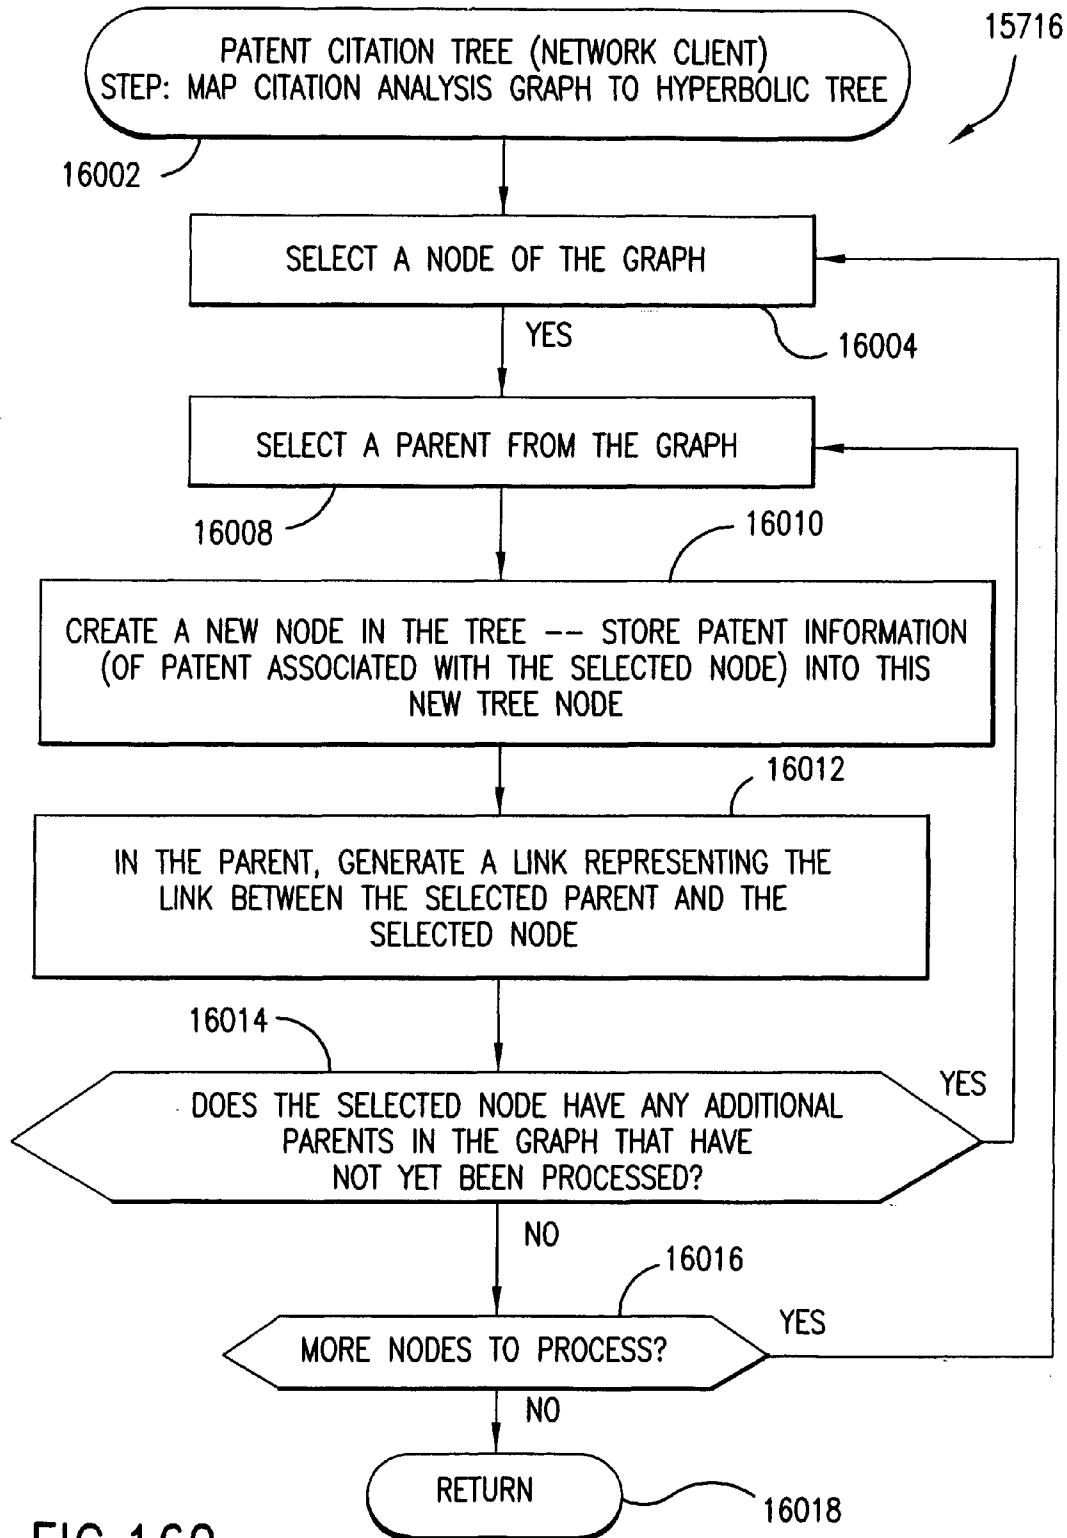 15716
PATENT CITATION TREE (NETWORK CLIENT)
STEP: MAP CITATION ANALYSIS GRAPH TO HYPERBOLIC TREE
16002
SELECT A NODE OF THE GRAPH
YES
16004
SELECT A PARENT FROM THE GRAPH
16008
16010
CREATE A NEW NODE IN THE TREE -- STORE PATENT INFORMATION
(OF PATENT ASSOCIATED WITH THE SELECTED NODE) INTO THIS
NEW TREE NODE
16012
IN THE PARENT, GENERATE A LINK REPRESENTING THE
LINK BETWEEN THE SELECTED PARENT AND THE
SELECTED NODE
16014
YES
DOES THE SELECTED NODE HAVE ANY ADDITIONAL
PARENTS IN THE GRAPH THAT HAVE
NOT YET BEEN PROCESSED?
NO
16016
YES
MORE NODES TO PROCESS?
NO
RETURN
16018
FIG.160